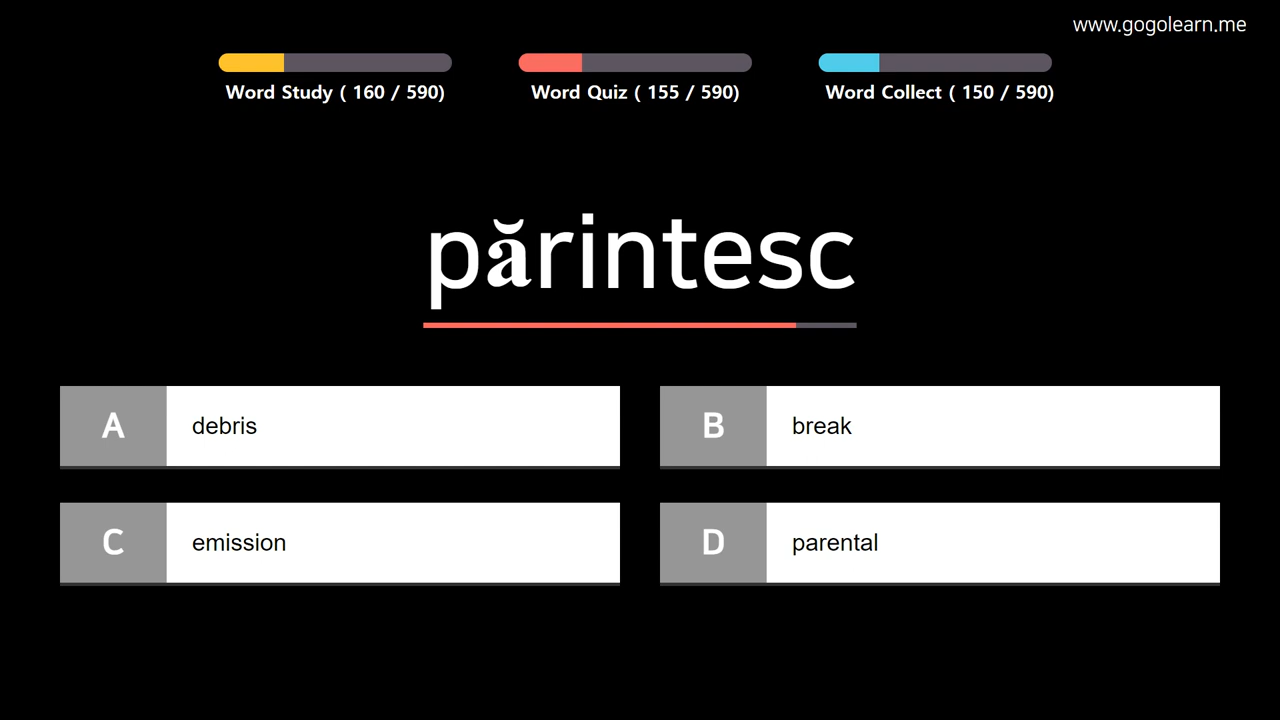 www.gogolearn.me
Word Study ( 160 / 590)
Word Quiz ( 155 / 590)
Word Collect ( 150 / 590)
părintesc
A debris
B break
C emission
D parental